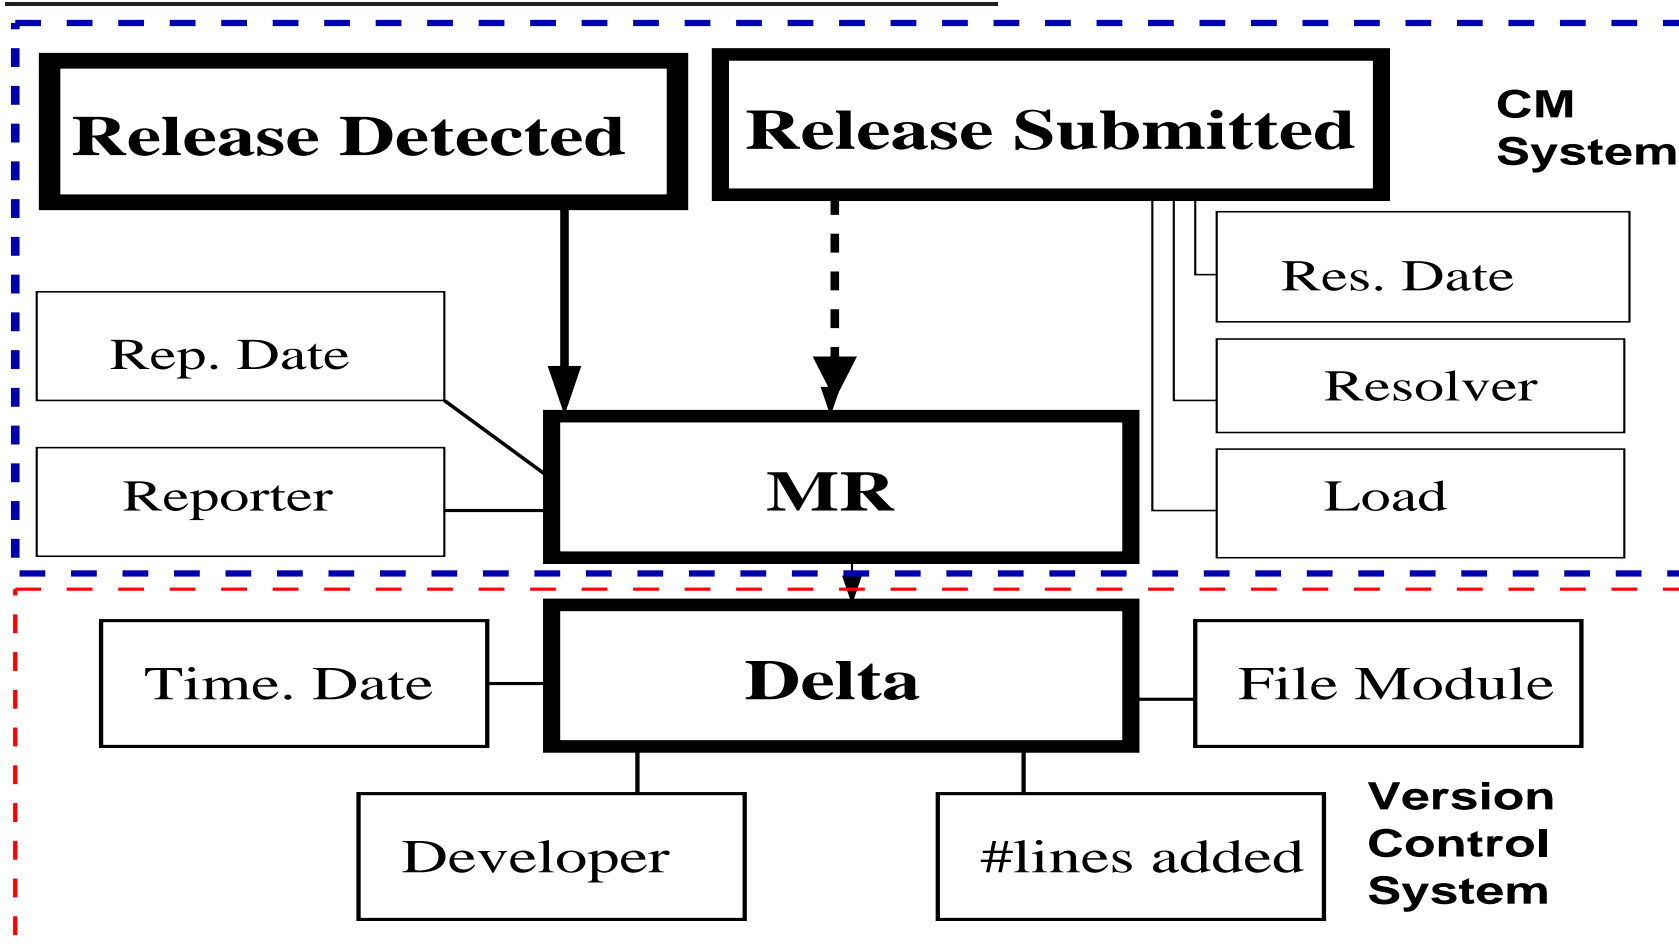 Release Detected
Release Submitted
CM
System
Res. Date
Rep. Date
Resolver
Reporter
MR
Load
Time. Date
Delta
File Module
Developer
#lines added
Version
Control
System